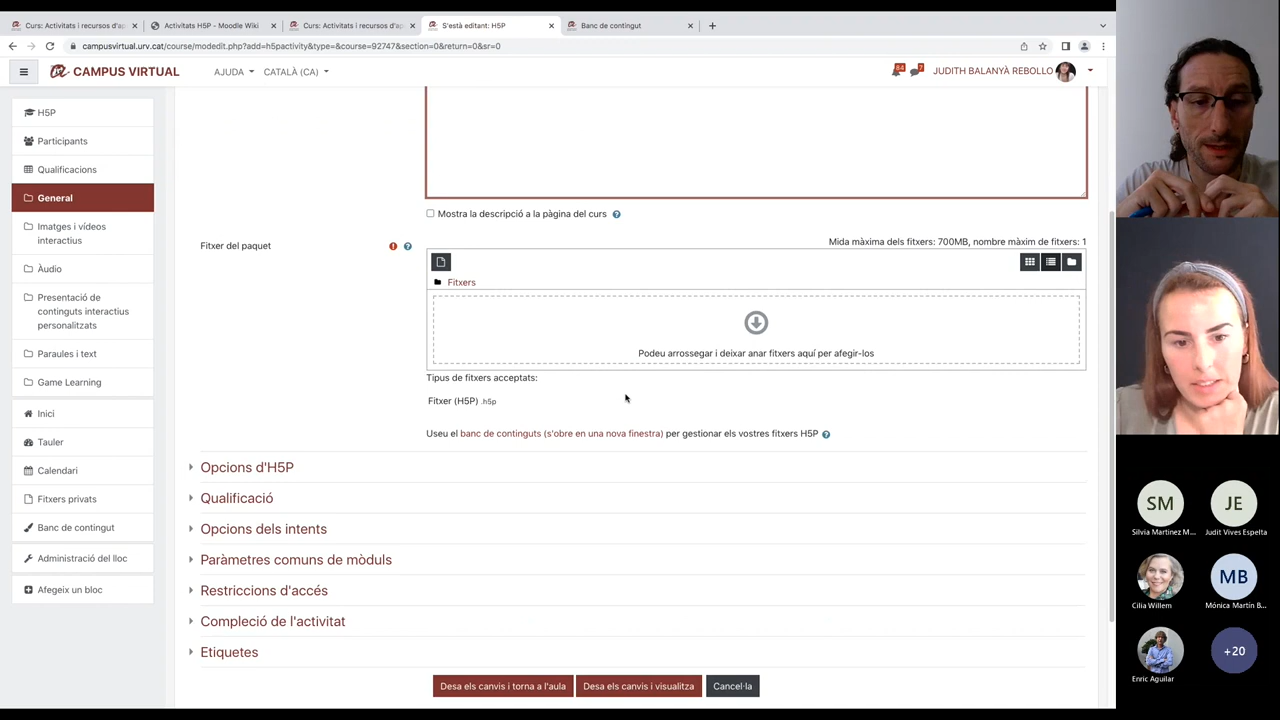 Curs: Activitats i recursos d'ap
Activitats H5P - Moodle Wiki
Curs: Activitats i recursos d'ap
S'està editant: H5P
Banc de contingut
campusvirtual.urv.cat/course/modedit.php?add=h5pactivity&type=&course=92747&section=0&return=0&sr=0
CAMPUS VIRTUAL
AJUDA
CATALÀ (CA)
84
7
JUDITH BALANYÀ REBOLLO
H5P
Participants
Qualificacions
General
Imatges i vídeos
interactius
Àudio
Presentació de
continguts interactius
personalitzats
Paraules i text
Game Learning
Inici
Tauler
Calendari
Fitxers privats
Banc de contingut
Administració del lloc
Afegeix un bloc
Mostra la descripció a la pàgina del curs
Fitxer del paquet
Mida màxima dels fitxers: 700MB, nombre màxim de fitxers: 1
Fitxers
Podeu arrossegar i deixar anar fitxers aquí per afegir-los
Tipus de fitxers acceptats:
Fitxer (H5P) .h5p
Useu el banc de continguts (s'obre en una nova finestra) per gestionar els vostres fitxers H5P
Opcions d'H5P
Qualificació
Opcions dels intents
Paràmetres comuns de mòduls
Restriccions d'accés
Compleció de l'activitat
Etiquetes
Desa els canvis i torna a l'aula
Desa els canvis i visualitza
Cancel·la
SM
JE
Silvia Martínez M...
Judit Vives Espelta
MB
Cilia Willem
Mónica Martín B...
+20
Enric Aguilar